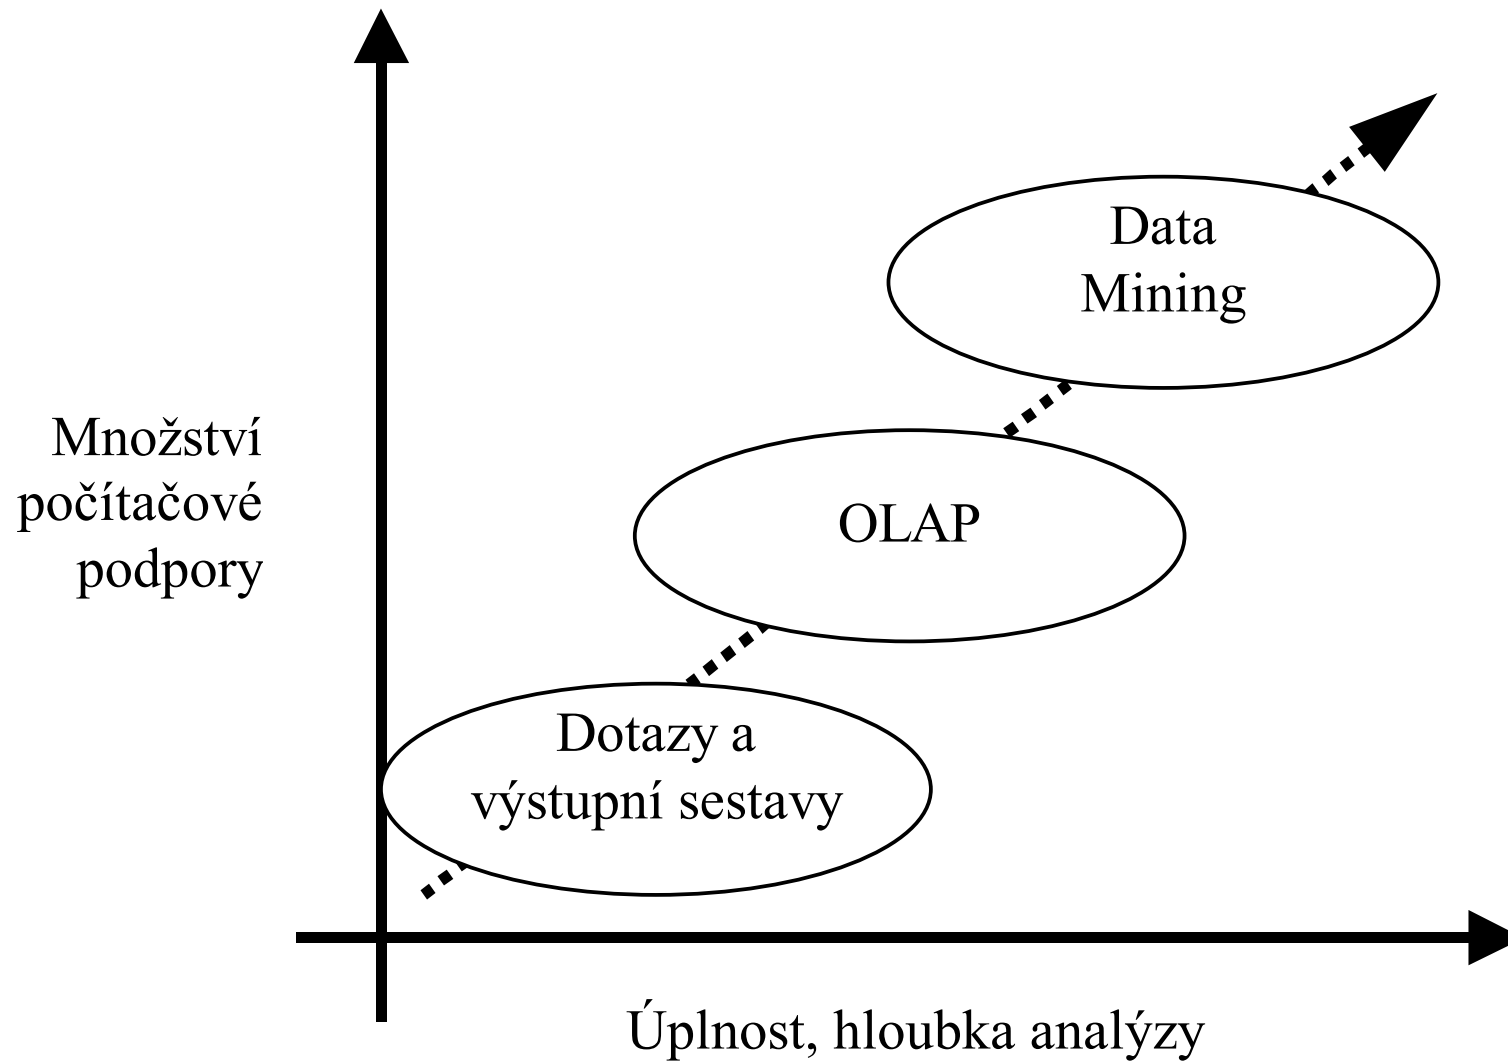 Data
Mining
Množství
počítačové
podpory
OLAP
Dotazy a
výstupní sestavy
Úplnost, hloubka analýzy